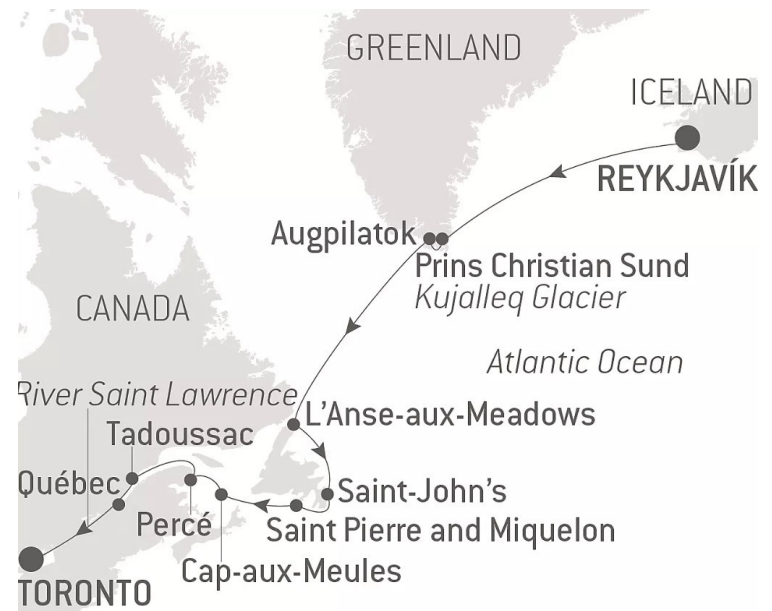 GREENLAND
ICELAND
REYKJAVÍK
Augpilatok
Prins Christian Sund
Kujalleq Glacier
CANADA
Atlantic Ocean
River Saint Lawrence
L'Anse-aux-Meadows
Tadoussac
Québec
Saint-John's
Percé
Saint Pierre and Miquelon
Cap-aux-Meules
TORONTO